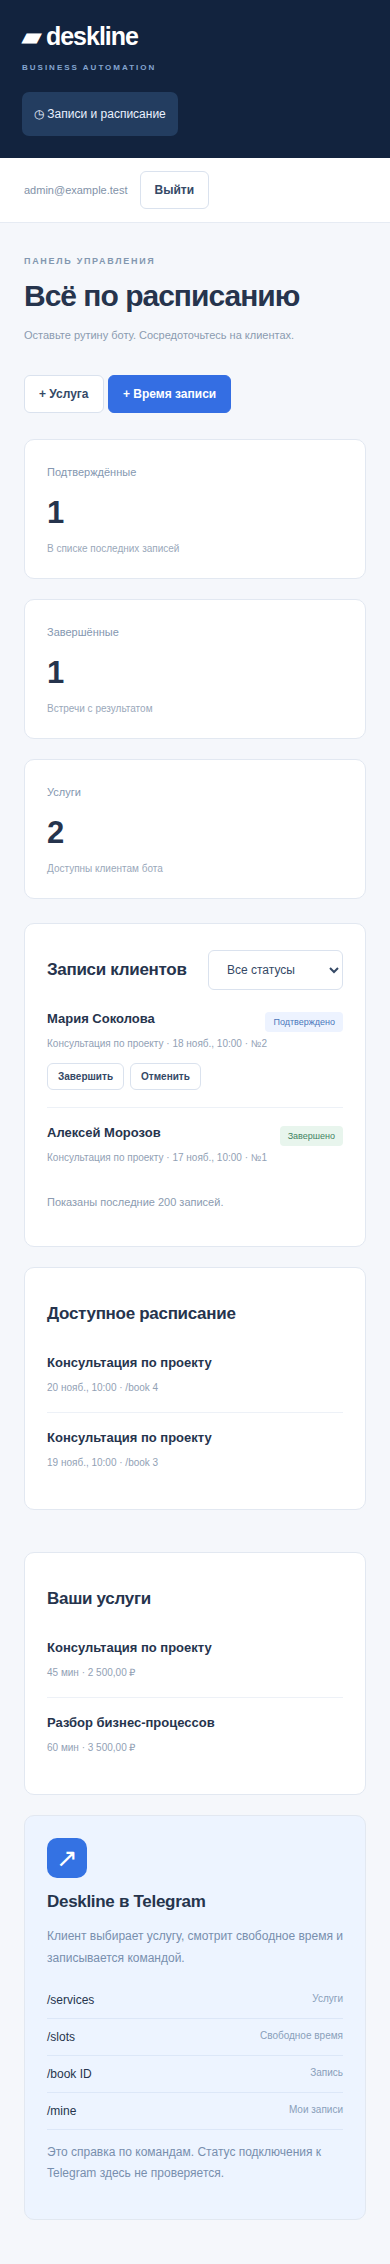 deskline
BUSINESS AUTOMATION
Записи и расписание
admin@example.test
Выйти
ПАНЕЛЬ УПРАВЛЕНИЯ
Всё по расписанию
Оставьте рутину боту. Сосредоточьтесь на клиентах.
+ Услуга
+ Время записи
Подтверждённые
1
В списке последних записей
Завершённые
1
Встречи с результатом
Услуги
2
Доступны клиентам бота
Записи клиентов
Все статусы
Мария Соколова
Подтверждено
Консультация по проекту · 18 нояб., 10:00 · №2
Завершить
Отменить
Алексей Морозов
Завершено
Консультация по проекту · 17 нояб., 10:00 · №1
Показаны последние 200 записей.
Доступное расписание
Консультация по проекту
20 нояб., 10:00 · /book 4
Консультация по проекту
19 нояб., 10:00 · /book 3
Ваши услуги
Консультация по проекту
45 мин · 2 500,00 ₽
Разбор бизнес-процессов
60 мин · 3 500,00 ₽
Deskline в Telegram
Клиент выбирает услугу, смотрит свободное время и
записывается командой.
/services
Услуги
/slots
Свободное время
/book ID
Запись
/mine
Мои записи
Это справка по командам. Статус подключения к
Telegram здесь не проверяется.